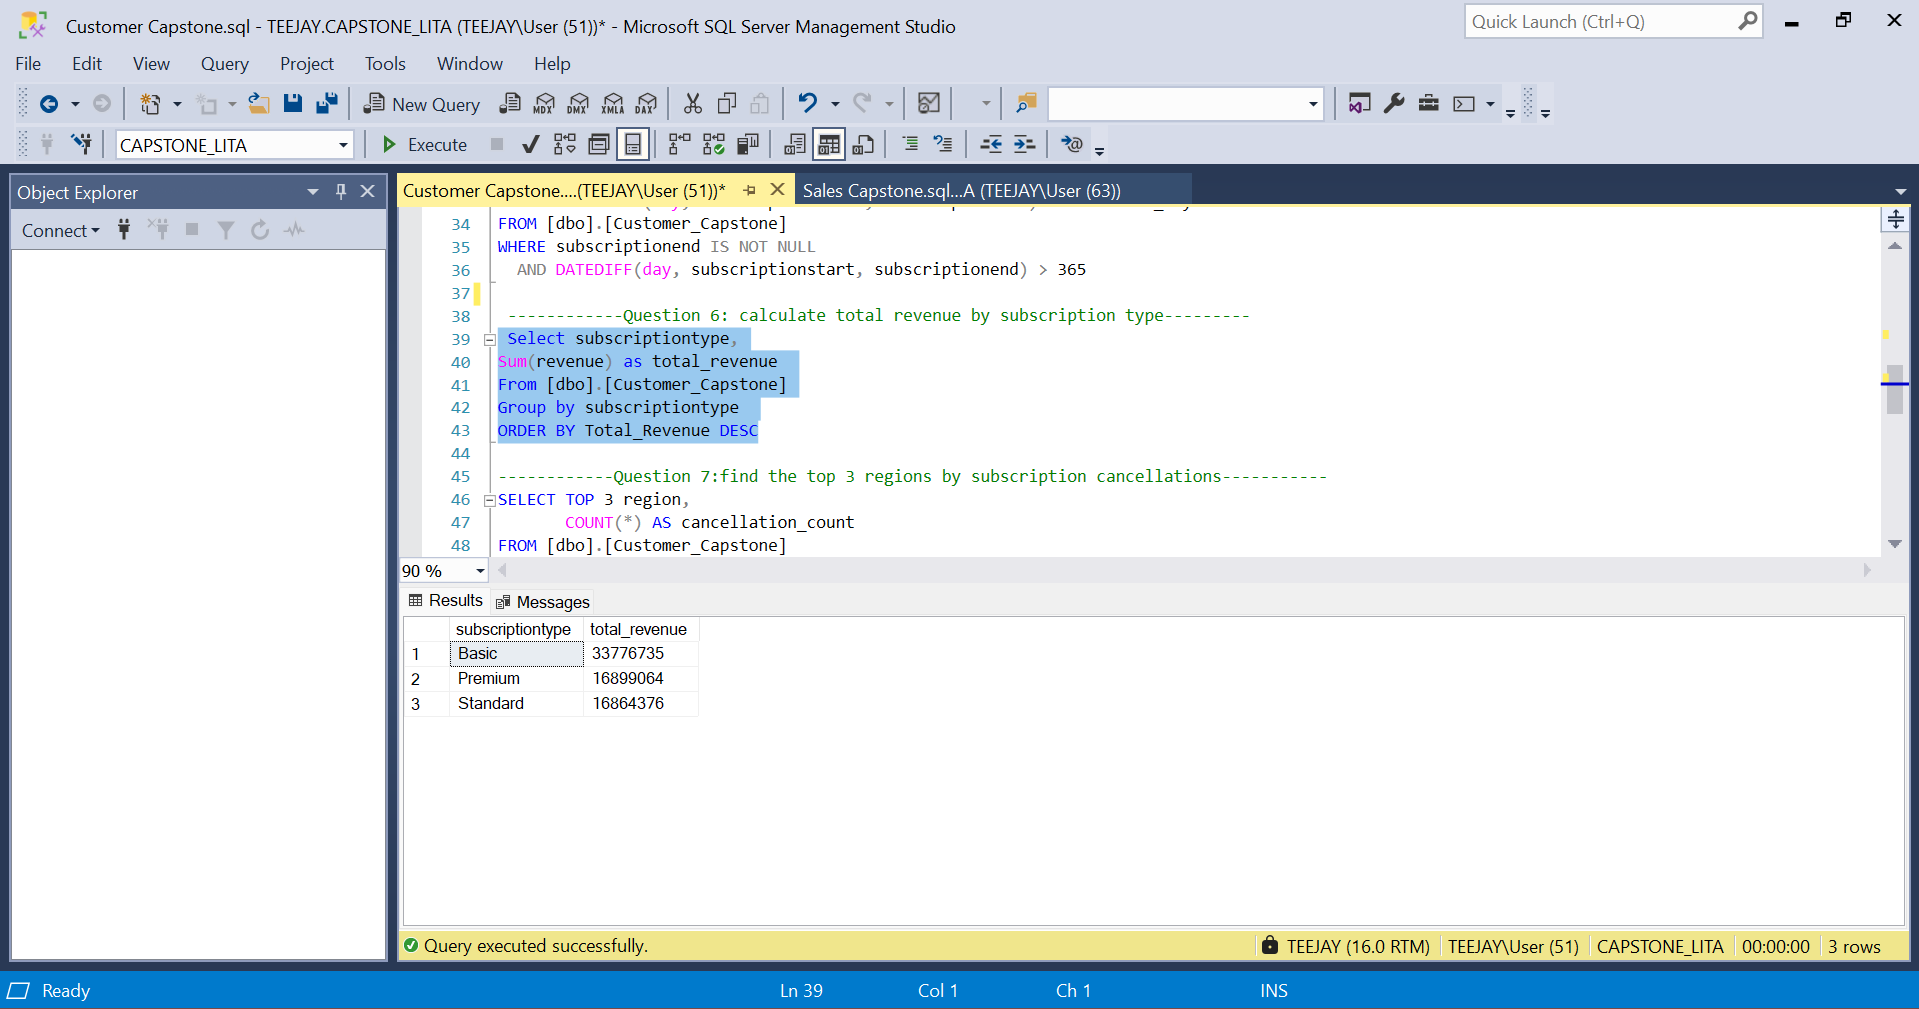 Customer Capstone.sql - TEEJAY.CAPSTONE_LITA (TEEJAY\User (51))* - Microsoft SQL Server Management Studio
Quick Launch (Ctrl+Q)
File Edit View Query Project Tools Window Help
New Query MDX DMX XMLA DAX
CAPSTONE_LITA Execute
Object Explorer
Connect
Customer Capstone....(TEEJAY\User (51))* Sales Capstone.sql...A (TEEJAY\User (63))
34 FROM [dbo].[Customer_Capstone]
35 WHERE subscriptionend IS NOT NULL
36 AND DATEDIFF(day, subscriptionstart, subscriptionend) > 365
37
38 ------------Question 6: calculate total revenue by subscription type---------
39 Select subscriptiontype,
40 Sum(revenue) as total_revenue
41 From [dbo].[Customer_Capstone]
42 Group by subscriptiontype
43 ORDER BY Total_Revenue DESC
44
45 ------------Question 7:find the top 3 regions by subscription cancellations-----------
46 SELECT TOP 3 region,
47 COUNT(*) AS cancellation_count
48 FROM [dbo].[Customer_Capstone]
90 %
Results Messages
subscriptiontype total_revenue
1 Basic 33776735
2 Premium 16899064
3 Standard 16864376
Query executed successfully. TEEJAY (16.0 RTM) TEEJAY\User (51) CAPSTONE_LITA 00:00:00 3 rows
Ready Ln 39 Col 1 Ch 1 INS